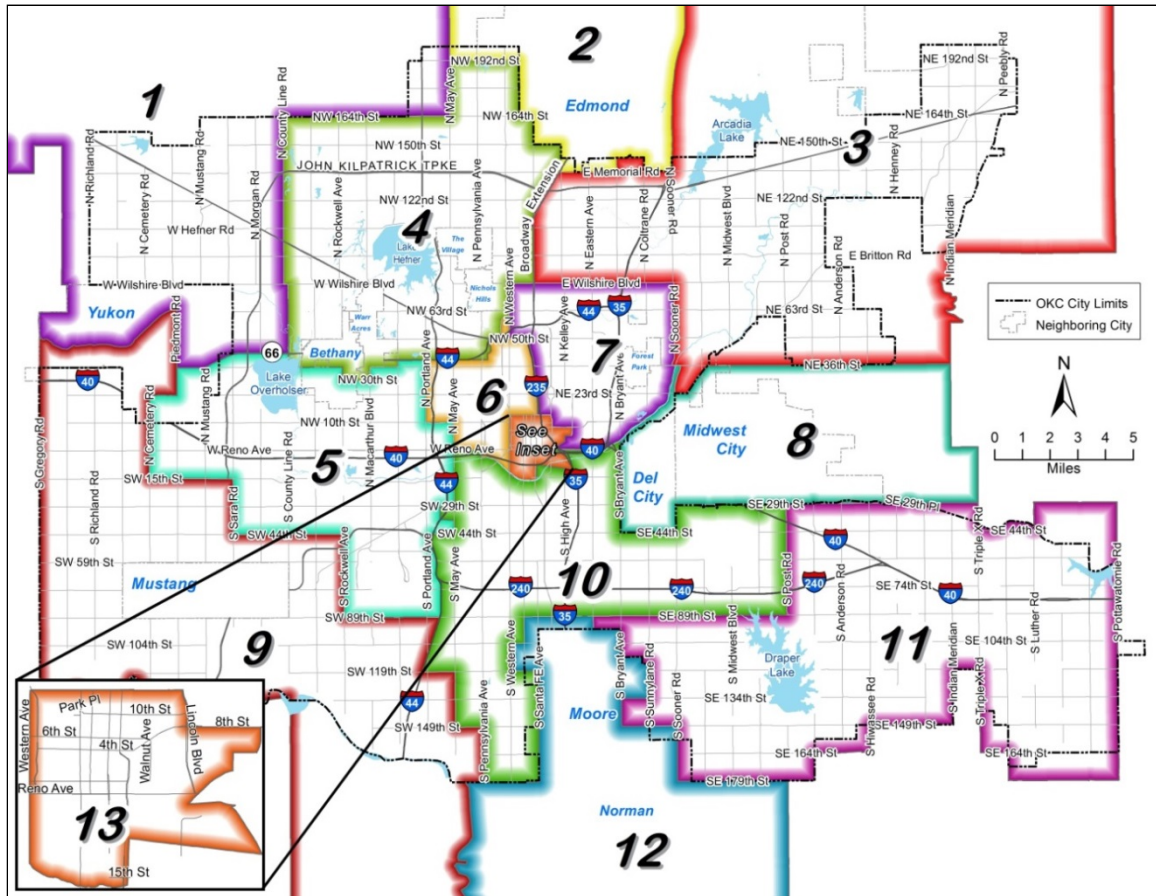 1
2
3
4
5
6
7
8
9
10
11
12
13
See
Inset
Edmond
Yukon
Bethany
Warr
Acres
The
Village
Nichols
Hills
Forest
Park
Midwest
City
Del
City
Mustang
Moore
Norman
Arcadia
Lake
Lake
Hefner
Lake
Overholser
Draper
Lake
NW 192nd St
NE 192nd St
NW 164th St
NW 164th St
NE 164th St
NW 150th St
NE 150th St
JOHN KILPATRICK TPKE
E Memorial Rd
NW 122nd St
NE 122nd St
W Hefner Rd
E Britton Rd
W Wilshire Blvd
W Wilshire Blvd
E Wilshire Blvd
NW 63rd St
NE 63rd St
NW 50th St
NE 36th St
NW 30th St
NE 23rd St
NW 10th St
W Reno Ave
W Reno Ave
SW 15th St
SW 29th St
SE 29th St
SE 29th Pl
SW 44th St
SW 44th St
SE 44th St
SE 44th St
SW 59th St
SE 74th St
SW 89th St
SE 89th St
SW 104th St
SE 104th St
SW 119th St
SE 134th St
SW 149th St
SE 149th St
SE 164th St
SE 164th St
SE 179th St
N Richland Rd
N Cemetery Rd
N Mustang Rd
N Morgan Rd
N County Line Rd
N Rockwell Ave
N May Ave
N Pennsylvania Ave
N Western Ave
Broadway
Extension
N Eastern Ave
N Coltrane Rd
N Sooner Rd
N Midwest Blvd
N Post Rd
N Anderson Rd
N Henney Rd
N Indian Meridian
N Peebly Rd
Piedmont Rd
N Kelley Ave
N Bryant Ave
N Sooner Rd
N Portland Ave
N May Ave
N Macarthur Blvd
N Cemetery Rd
N Mustang Rd
S Gregory Rd
S Richland Rd
S Sara Rd
S County Line Rd
S Rockwell Ave
S Portland Ave
S May Ave
S High Ave
S Bryant Ave
S Post Rd
S Anderson Rd
S Triple X Rd
S Luther Rd
S Pottawatomie Rd
S Western Ave
S Pennsylvania Ave
S Santa FE Ave
S Bryant Ave
S Sunnylane Rd
S Sooner Rd
S Midwest Blvd
S Hiwassee Rd
S Indian Meridian
S Triple X Rd
66
40
40
44
44
44
44
35
35
35
235
40
240
240
240
40
40
OKC City Limits
Neighboring City
N
0 1 2 3 4 5
Miles
Park Pl
10th St
8th St
6th St
4th St
Reno Ave
15th St
Western Ave
Walnut Ave
Lincoln Blvd